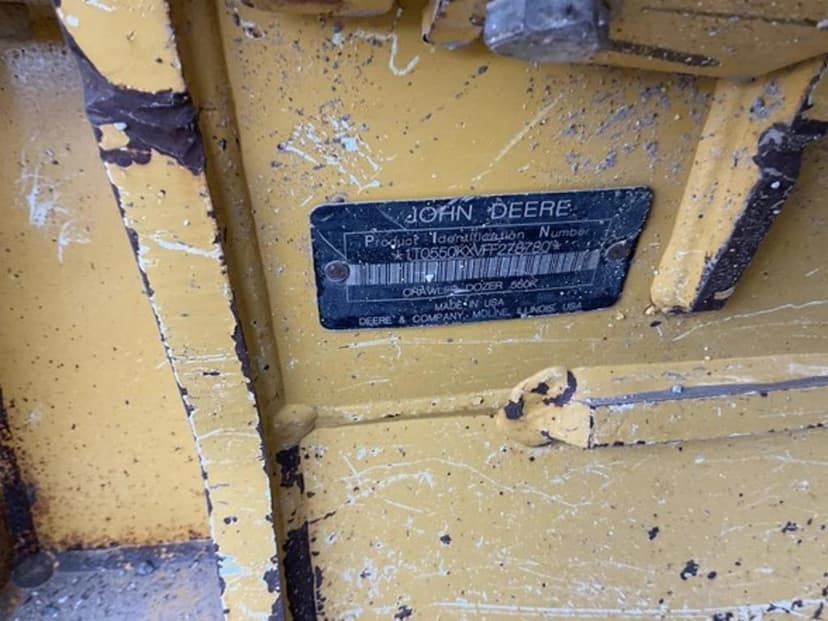 JOHN DEERE
Product Identification Number
*1T0550KXVFF278780*
CRAWLER DOZER 550K
MADE IN USA
DEERE & COMPANY, MOLINE, ILLINOIS, USA